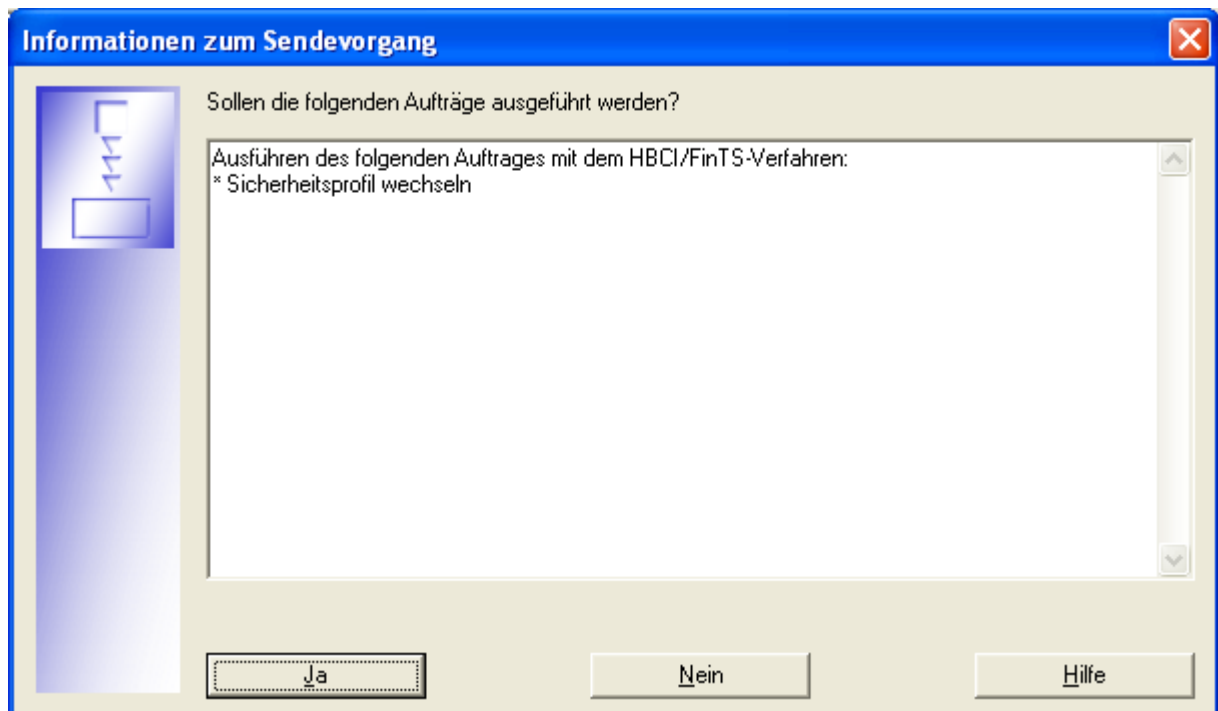 Informationen zum Sendevorgang
Sollen die folgenden Aufträge ausgeführt werden?
Ausführen des folgenden Auftrages mit dem HBCI/FinTS-Verfahren:
* Sicherheitsprofil wechseln
Ja
Nein
Hilfe